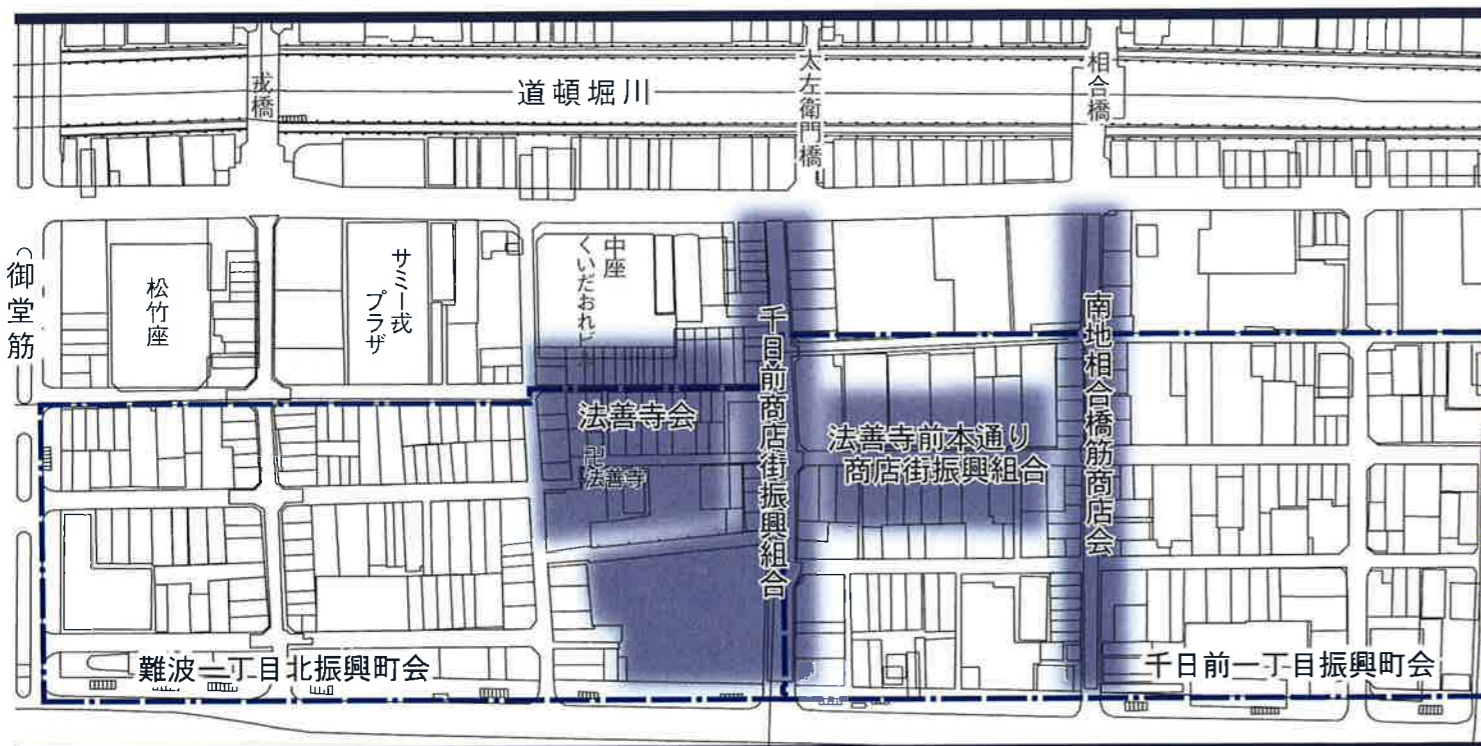 道頓堀川
戎橋
太左衛門橋
相合橋
御堂筋
松竹座
サミー戎
プラザ
中座
くいだおれビル
千日前商店街振興組合
南地相合橋筋商店会
法善寺会
卍
法善寺
法善寺前本通り
商店街振興組合
難波一丁目北振興町会
千日前一丁目振興町会